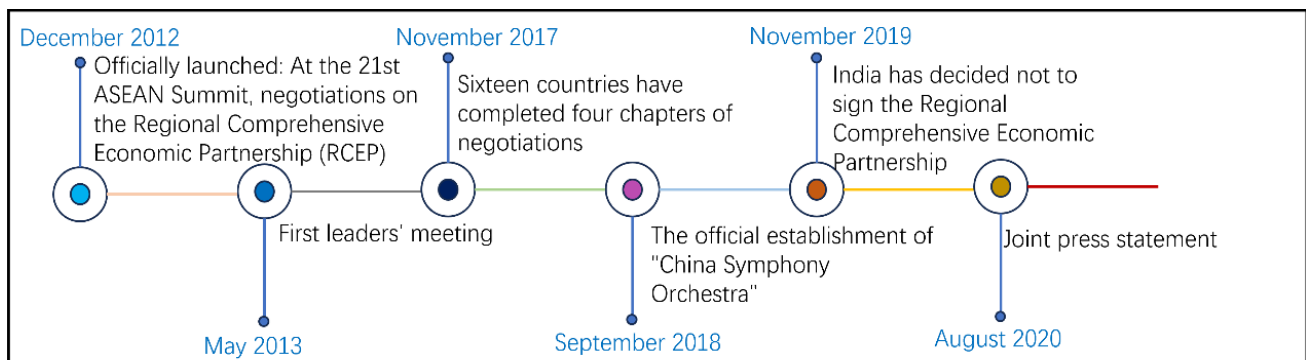 December 2012
Officially launched: At the 21st
ASEAN Summit, negotiations on
the Regional Comprehensive
Economic Partnership (RCEP)
May 2013
First leaders' meeting
November 2017
Sixteen countries have
completed four chapters of
negotiations
September 2018
The official establishment of
"China Symphony
Orchestra"
November 2019
India has decided not to
sign the Regional
Comprehensive Economic
Partnership
August 2020
Joint press statement